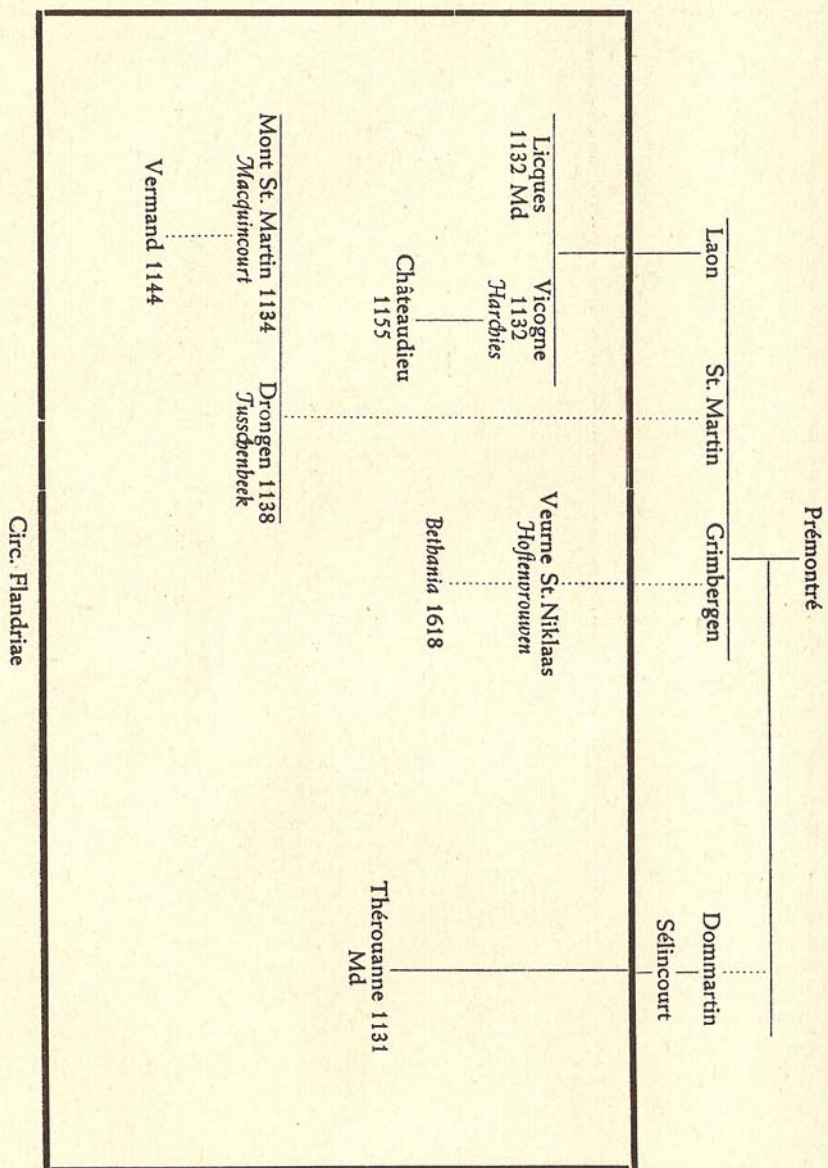 Prémontré
Laon
St. Martin
Grimbergen
Dommartin
Sélincourt
Licques
1132 Md
Vicogne
1132
Harchies
Châteaudieu
1155
Veurne St. Niklaas
Hoftenvrouwen
Bethania 1618
Thérouanne 1131
Md
Mont St. Martin 1134
Macquincourt
Vermand 1144
Drongen 1138
Tusschenbeek
Circ. Flandriae